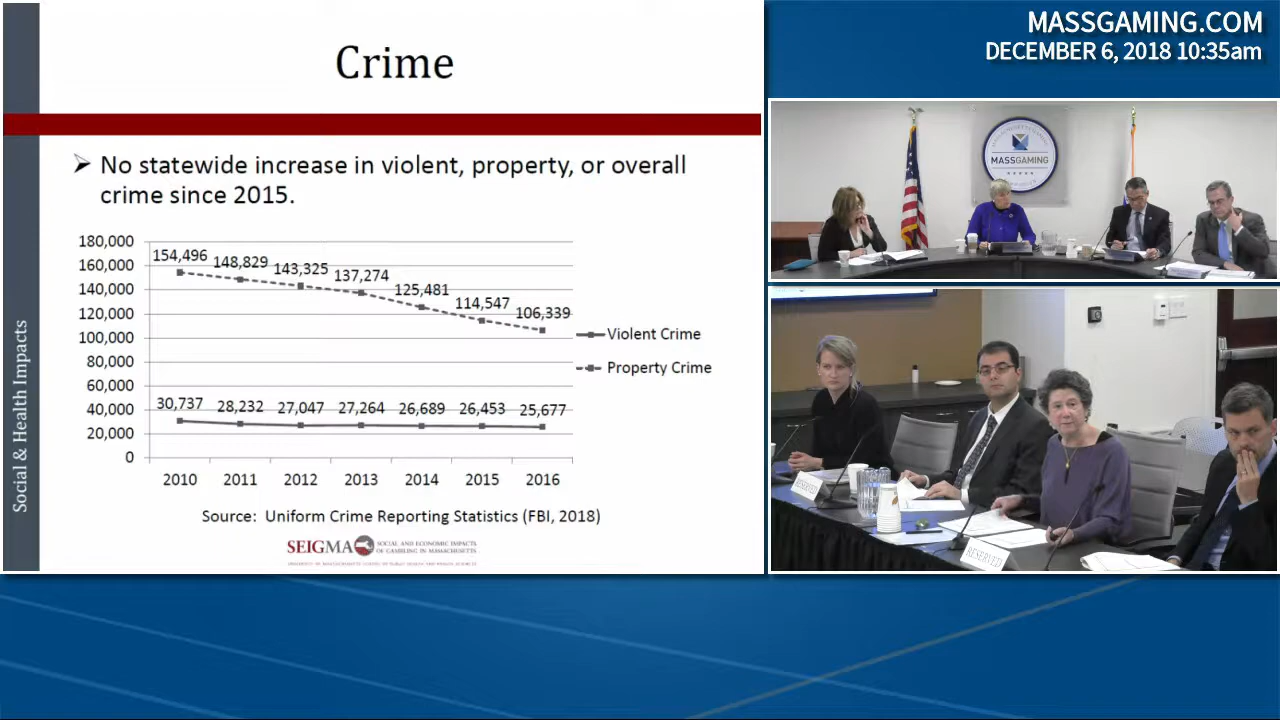 MASSGAMING.COM
DECEMBER 6, 2018 10:35am
Crime
➢ No statewide increase in violent, property, or overall
crime since 2015.
180,000
160,000
140,000
120,000
100,000
80,000
60,000
40,000
20,000
0
154,496 148,829 143,325 137,274 125,481 114,547 106,339
30,737 28,232 27,047 27,264 26,689 26,453 25,677
2010 2011 2012 2013 2014 2015 2016
Violent Crime
Property Crime
Source: Uniform Crime Reporting Statistics (FBI, 2018)
Social & Health Impacts
SEIGMA
SOCIAL AND ECONOMIC IMPACTS
OF GAMBLING IN MASSACHUSETTS
MASSGAMING
RESERVED
RESERVED